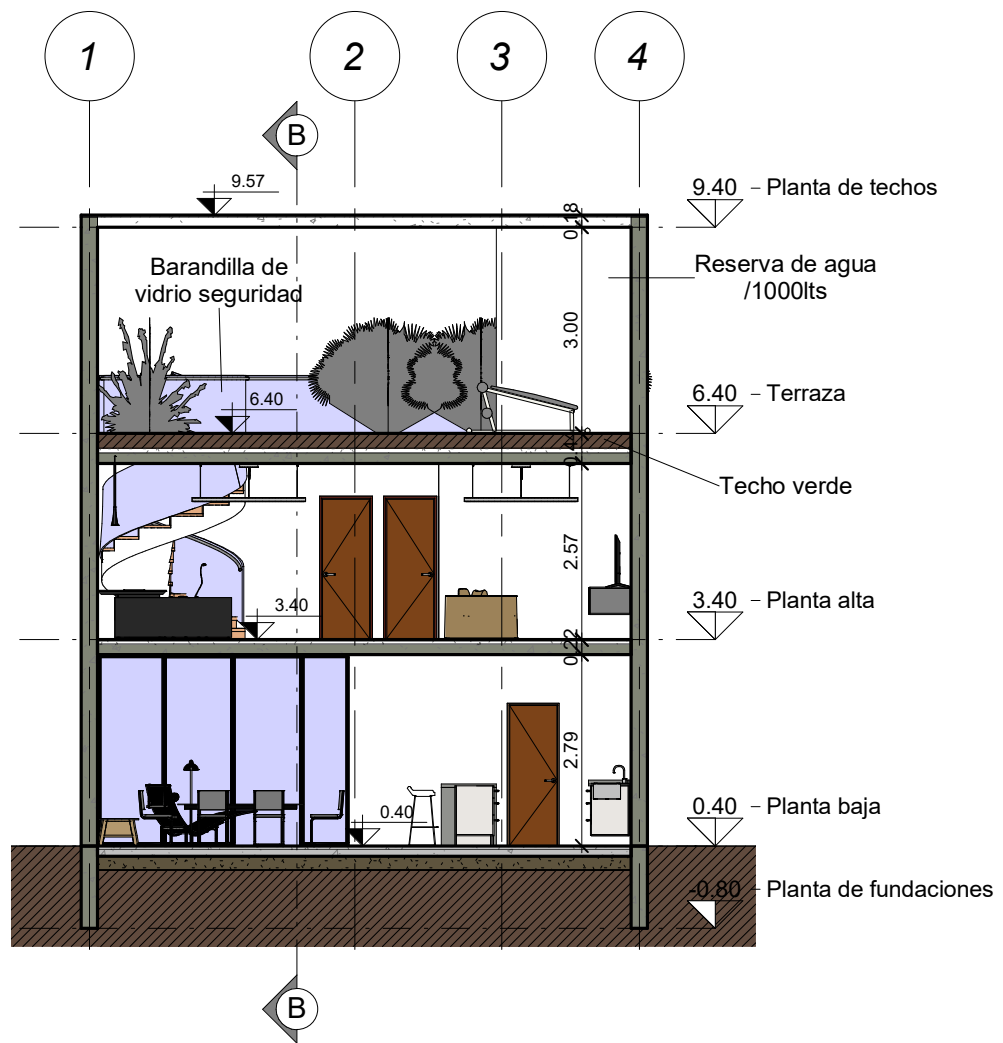 1 2 3 4
B
9.57
9.40 Planta de techos
0.18
Barandilla de
vidrio seguridad
Reserva de agua
/1000lts
3.00
6.40
6.40 Terraza
0.44
Techo verde
2.57
3.40
3.40 Planta alta
0.22
2.79
0.40
0.40 Planta baja
-0.80 Planta de fundaciones
B